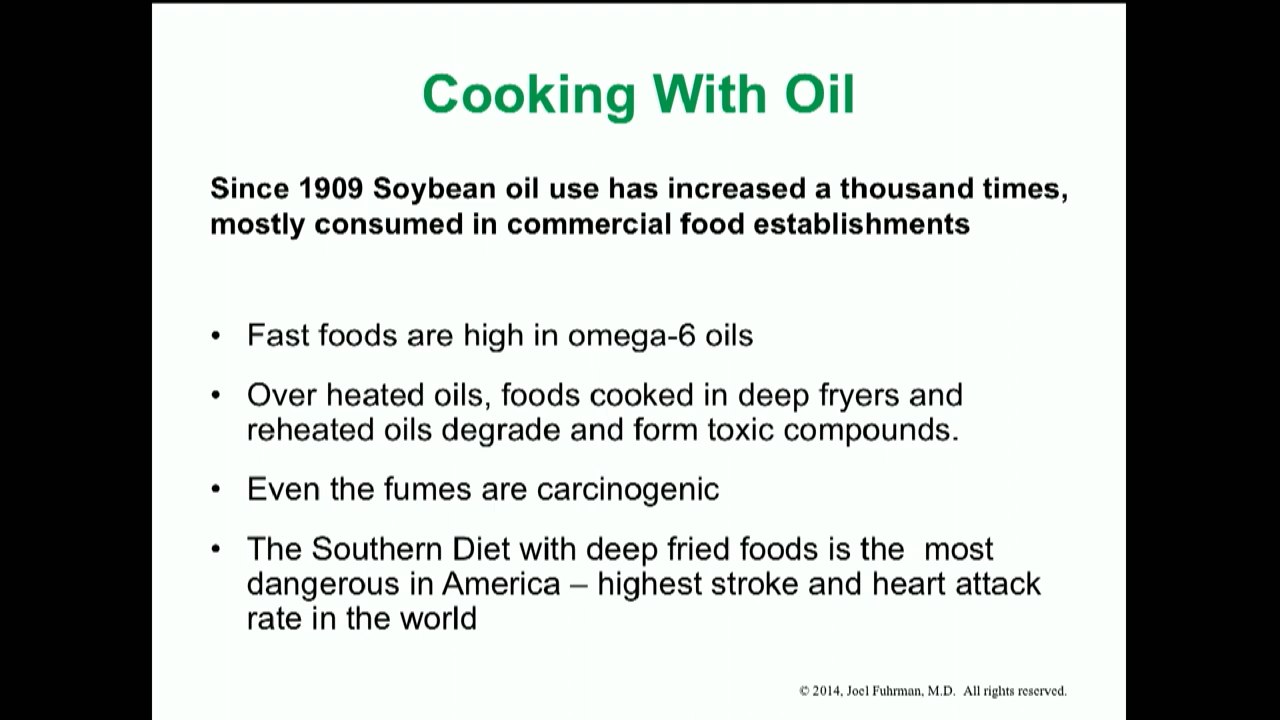 Cooking With Oil
Since 1909 Soybean oil use has increased a thousand times,
mostly consumed in commercial food establishments
• Fast foods are high in omega-6 oils
• Over heated oils, foods cooked in deep fryers and
reheated oils degrade and form toxic compounds.
• Even the fumes are carcinogenic
• The Southern Diet with deep fried foods is the  most
dangerous in America – highest stroke and heart attack
rate in the world
© 2014, Joel Fuhrman, M.D.  All rights reserved.